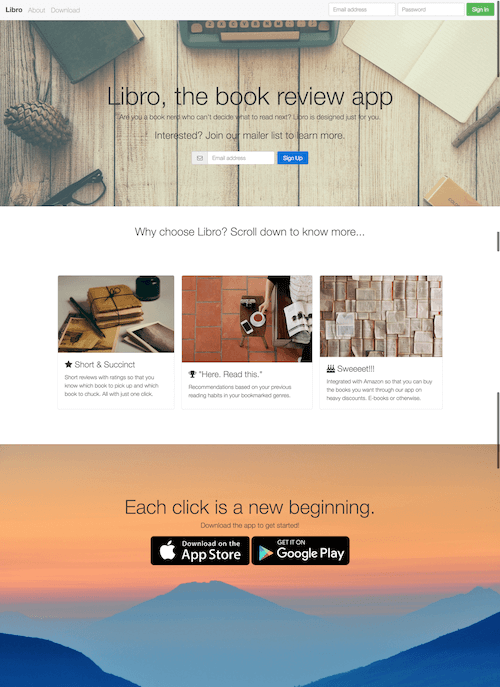 Libro About Download Email address Password Sign In
Libro, the book review app
Are you a book nerd who can't decide what to read next? Libro is designed just for you.
Interested? Join our mailer list to learn more.
Email address Sign Up
Why choose Libro? Scroll down to know more...
Short & Succinct
Short reviews with ratings so that you
know which book to pick up and which
book to chuck. All with just one click.
"Here. Read this."
Recommendations based on your previous
reading habits in your bookmarked genres.
Sweeeet!!!
Integrated with Amazon so that you can buy
the books you want through our app on
heavy discounts. E-books or otherwise.
Each click is a new beginning.
Download the app to get started!
Download on the
App Store
GET IT ON
Google Play